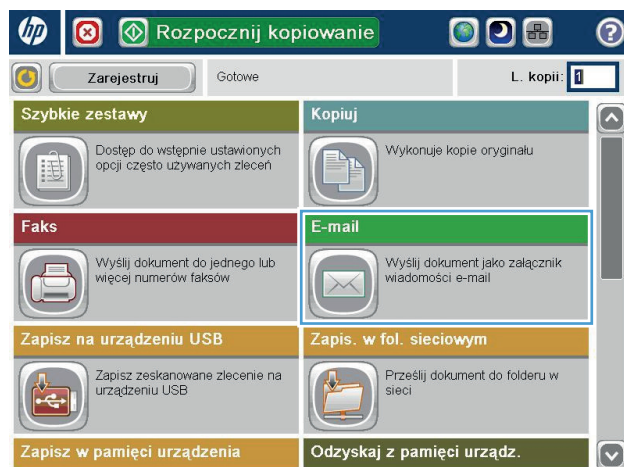 hp Rozpocznij kopiowanie ?
Zarejestruj Gotowe L. kopii: 1
Szybkie zestawy
Dostęp do wstępnie ustawionych
opcji często używanych zleceń
Kopiuj
Wykonuje kopie oryginału
Faks
Wyślij dokument do jednego lub
więcej numerów faksów
E-mail
Wyślij dokument jako załącznik
wiadomości e-mail
Zapisz na urządzeniu USB
Zapisz zeskanowane zlecenie na
urządzeniu USB
Zapis. w fol. sieciowym
Prześlij dokument do folderu w
sieci
Zapisz w pamięci urządzenia
Odzyskaj z pamięci urządz.